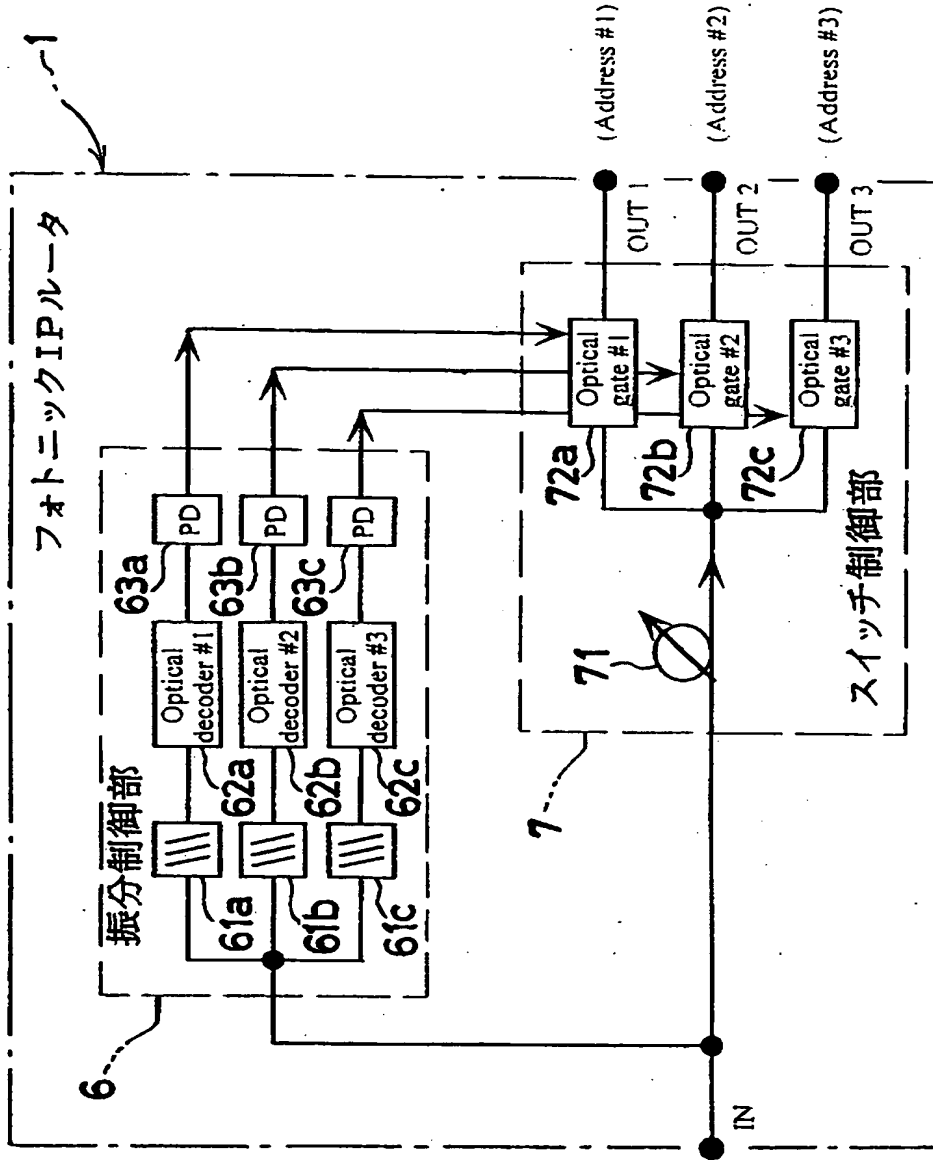 フォトニックIPルータ
1
振分制御部
6
61a
61b
61c
Optical
decoder #1
Optical
decoder #2
Optical
decoder #3
62a
62b
62c
PD
PD
PD
63a
63b
63c
7
71
Optical
gate #1
Optical
gate #2
Optical
gate #3
72a
72b
72c
スイッチ制御部
IN
OUT 1
OUT 2
OUT 3
(Address #1)
(Address #2)
(Address #3)